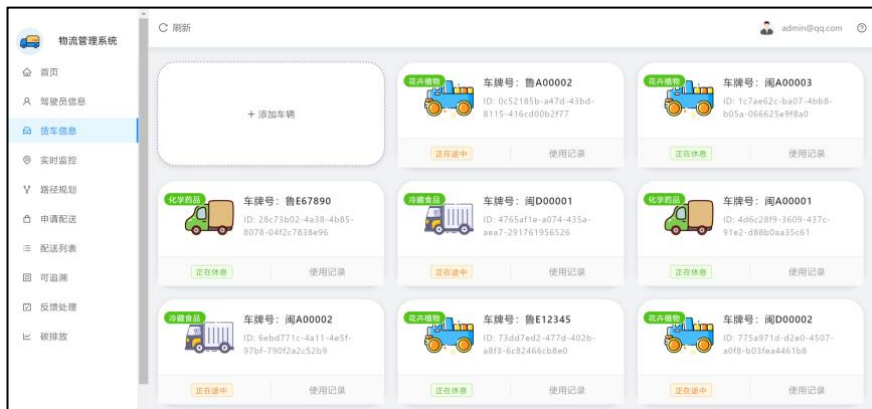 物流管理系统
刷新
admin@qq.com
首页
驾驶员信息
货车信息
实时监控
路径规划
申请配送
配送列表
可追溯
反馈处理
碳排放
+ 添加车辆
花卉植物
车牌号：鲁A00002
ID: 0c52185b-a47d-43bd-
8115-416cd00b2f77
正在途中
使用记录
花卉植物
车牌号：闽A00003
ID: 1c7ae62c-ba07-4bb8-
b05a-066625e9f8a0
正在休息
使用记录
化学药品
车牌号：鲁E67890
ID: 28c73b02-4a38-4b85-
8078-04f2c7838e96
正在休息
使用记录
冷藏食品
车牌号：闽D00001
ID: 4765af1e-a074-435a-
aea7-291761956526
正在途中
使用记录
化学药品
车牌号：闽A00001
ID: 4d6c28f9-3609-437c-
91e2-d88b0aa35c61
正在休息
使用记录
冷藏食品
车牌号：闽A00002
ID: 6ebd771c-4a11-4e5f-
97bf-790f2a2c52b9
正在途中
使用记录
花卉植物
车牌号：鲁E12345
ID: 73dd7ed2-477d-402b-
a8f3-6c82466cb8e0
正在休息
使用记录
花卉植物
车牌号：闽D00002
ID: 775a971d-d2e0-4507-
a0f8-b03fea4461b8
正在途中
使用记录